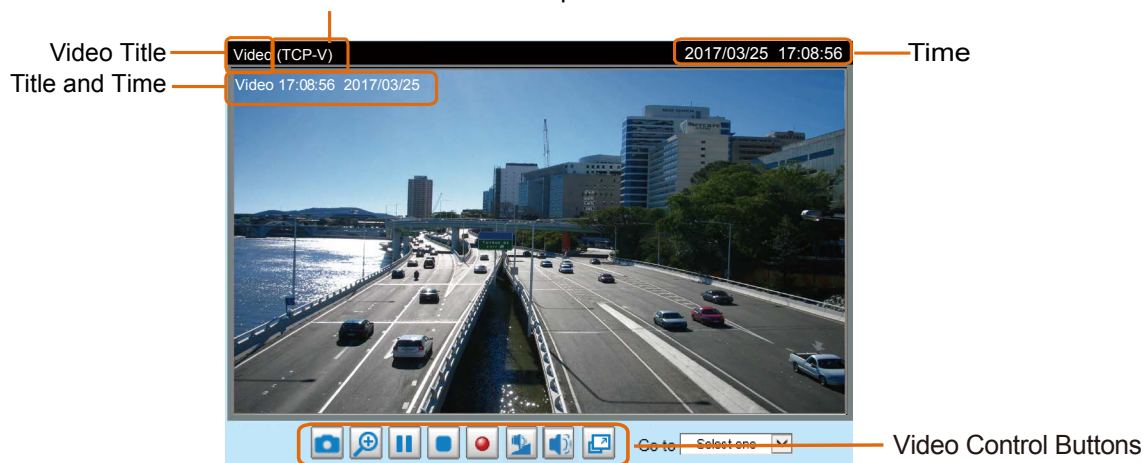 Video Title
Video (TCP-V)
2017/03/25 17:08:56
Time
Title and Time
Video 17:08:56 2017/03/25
Go to
Select one
Video Control Buttons